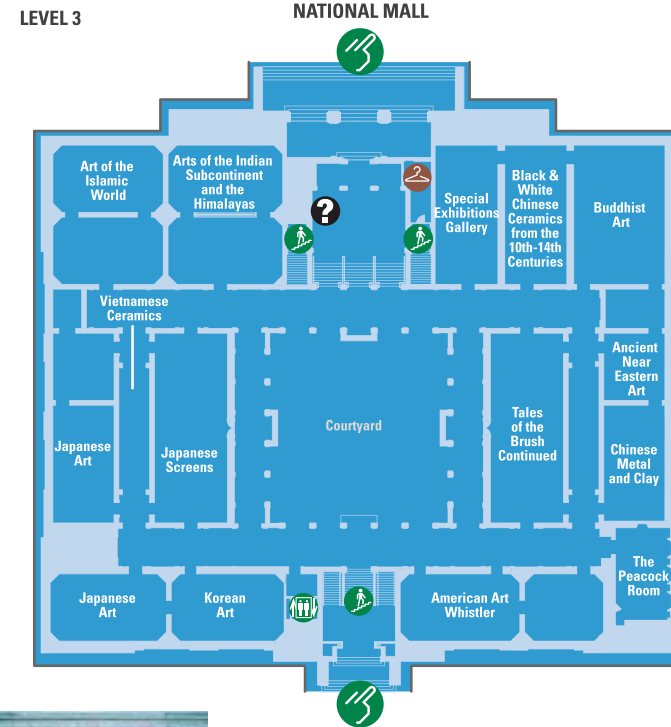 LEVEL 3
NATIONAL MALL
Art of the
Islamic
World
Arts of the Indian
Subcontinent
and the
Himalayas
?
Special
Exhibitions
Gallery
Black &
White
Chinese
Ceramics
from the
10th-14th
Centuries
Buddhist
Art
Vietnamese
Ceramics
Ancient
Near
Eastern
Art
Japanese
Art
Japanese
Screens
Courtyard
Tales
of the
Brush
Continued
Chinese
Metal
and Clay
The
Peacock
Room
Japanese
Art
Korean
Art
American Art
Whistler